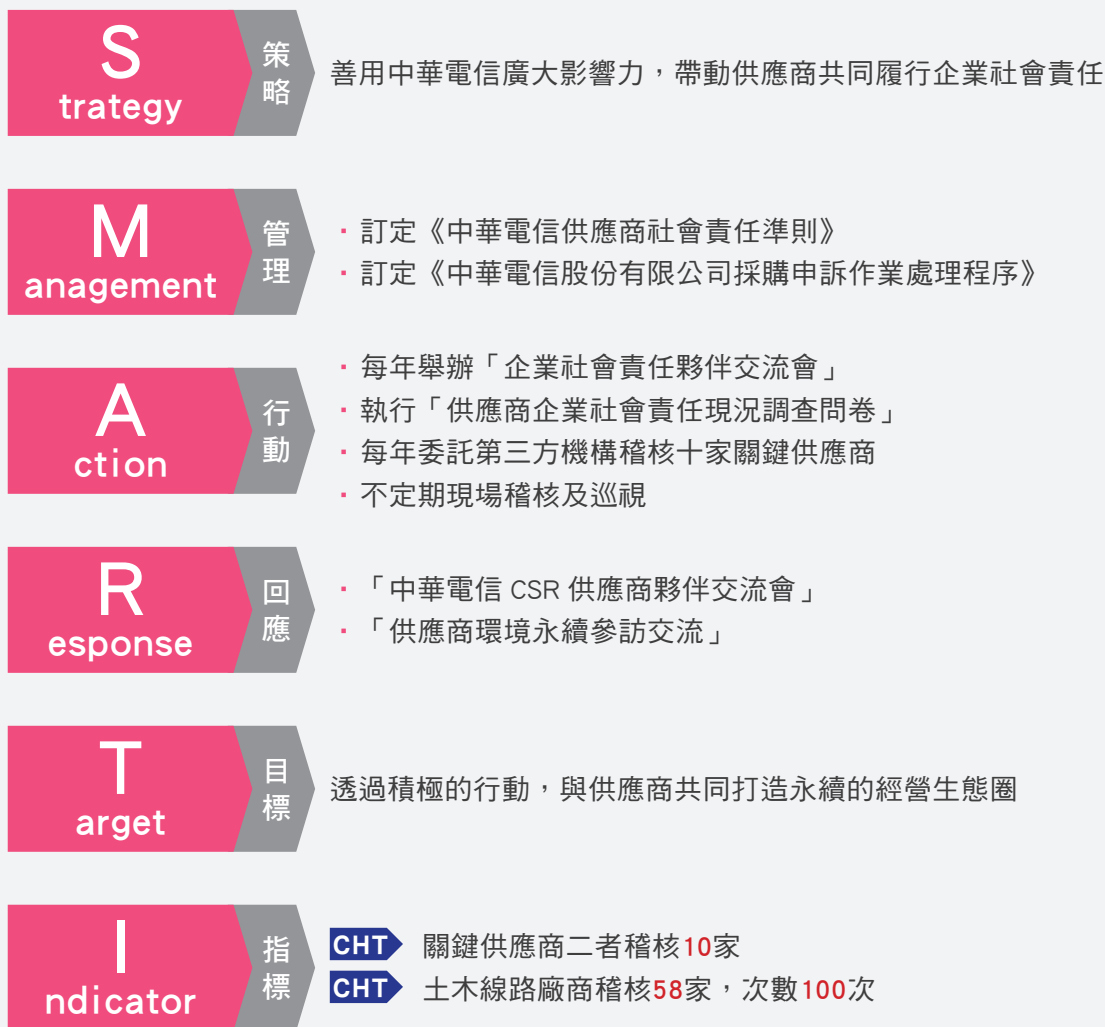 Strategy
策略
善用中華電信廣大影響力，帶動供應商共同履行企業社會責任
Management
管理
・訂定《中華電信供應商社會責任準則》
・訂定《中華電信股份有限公司採購申訴作業處理程序》
Action
行動
・每年舉辦「企業社會責任夥伴交流會」
・執行「供應商企業社會責任現況調查問卷」
・每年委託第三方機構稽核十家關鍵供應商
・不定期現場稽核及巡視
Response
回應
・「中華電信 CSR 供應商夥伴交流會」
・「供應商環境永續參訪交流」
Target
目標
透過積極的行動，與供應商共同打造永續的經營生態圈
Indicator
指標
CHT 關鍵供應商二者稽核10家
CHT 土木線路廠商稽核58家，次數100次